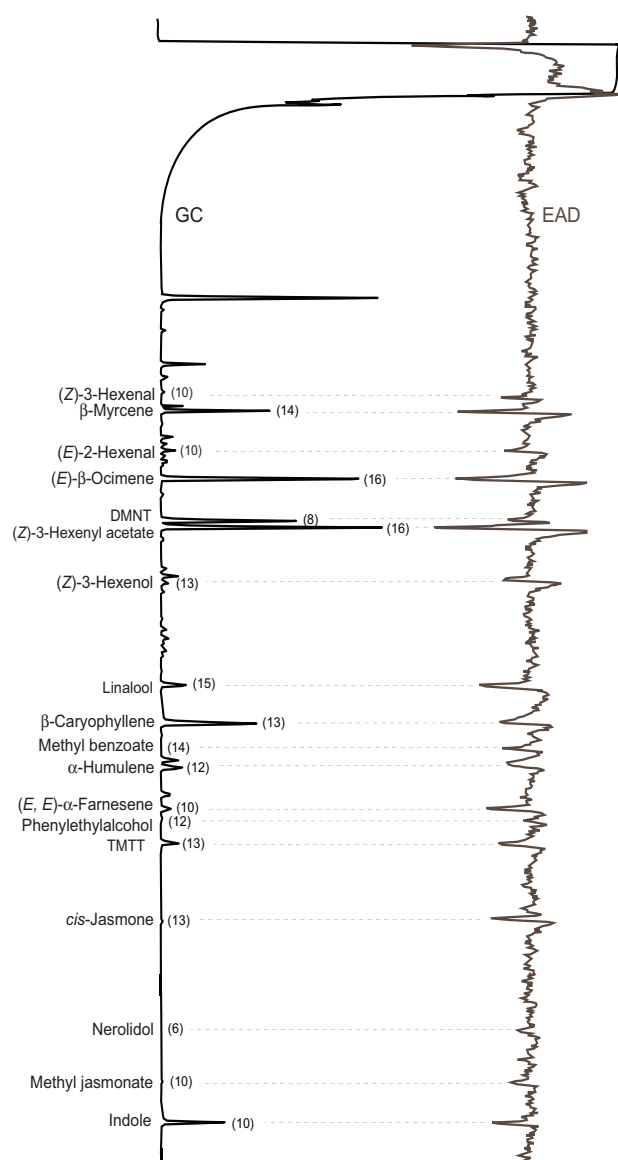 GC EAD
(Z)-3-Hexenal (10)
β-Myrcene (14)
(E)-2-Hexenal (10)
(E)-β-Ocimene (16)
DMNT (8)
(Z)-3-Hexenyl acetate (16)
(Z)-3-Hexenol (13)
Linalool (15)
β-Caryophyllene (13)
Methyl benzoate (14)
α-Humulene (12)
(E, E)-α-Farnesene (10)
Phenylethylalcohol (12)
TMTT (13)
cis-Jasmone (13)
Nerolidol (6)
Methyl jasmonate (10)
Indole (10)